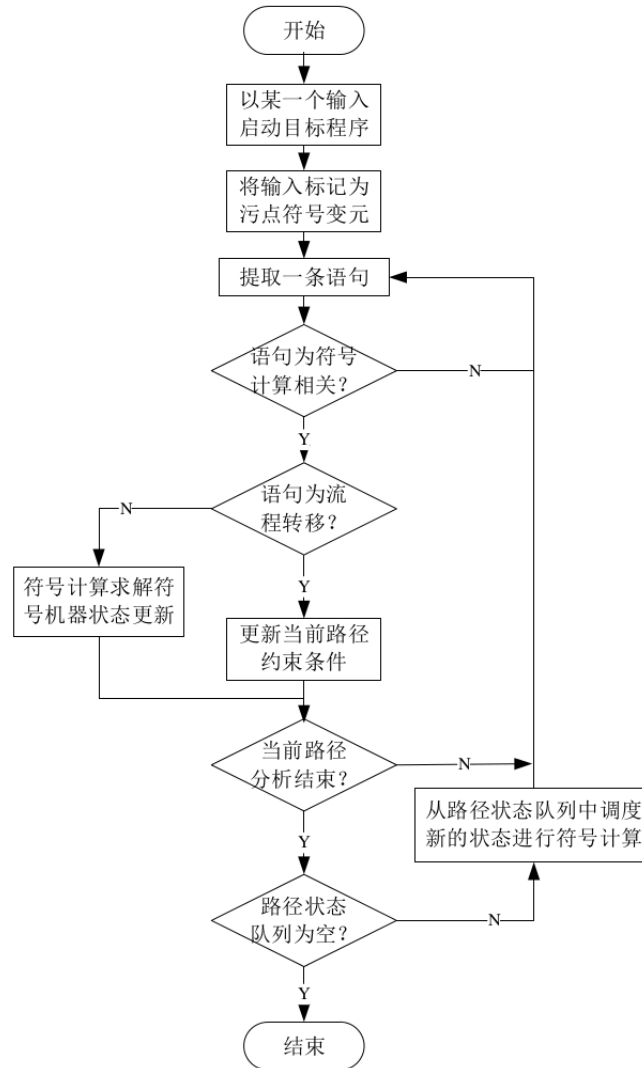 开始
以某一个输入
启动目标程序
将输入标记为
污点符号变元
提取一条语句
语句为符号
计算相关？
N
Y
语句为流
程转移？
N
Y
符号计算求解符
号机器状态更新
更新当前路径
约束条件
当前路径
分析结束？
N
Y
从路径状态队列中调度
新的状态进行符号计算
路径状态
队列为空？
N
Y
结束